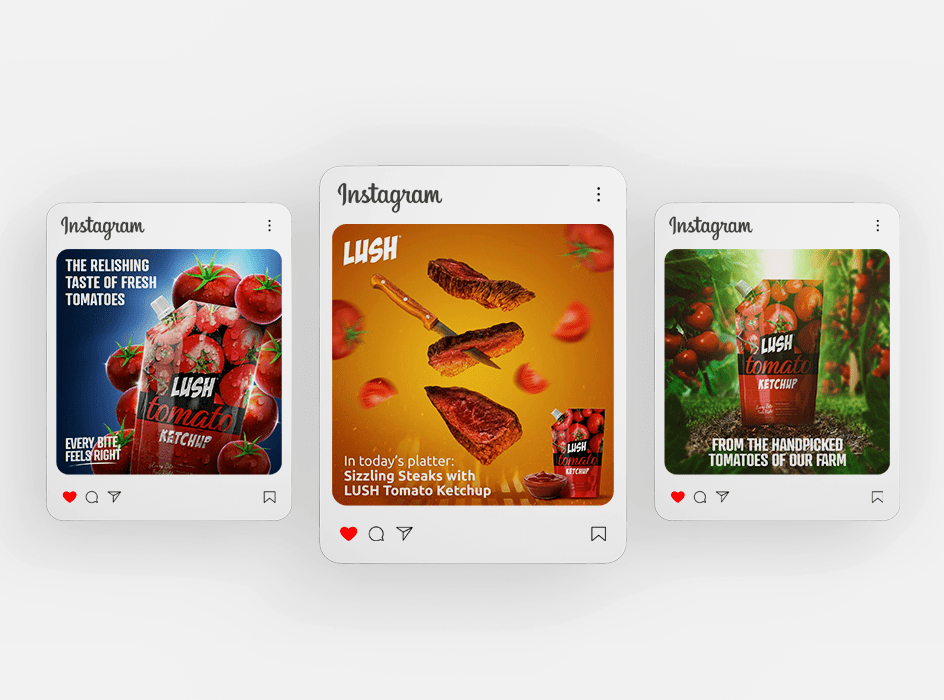 Instagram
THE RELISHING
TASTE OF FRESH
TOMATOES
LUSH
tomato
KETCHUP
EVERY BITE,
FEELS RIGHT
Instagram
LUSH
In today's platter:
Sizzling Steaks with
LUSH Tomato Ketchup
LUSH
tomato
KETCHUP
Instagram
LUSH
tomato
KETCHUP
FROM THE HANDPICKED
TOMATOES OF OUR FARM